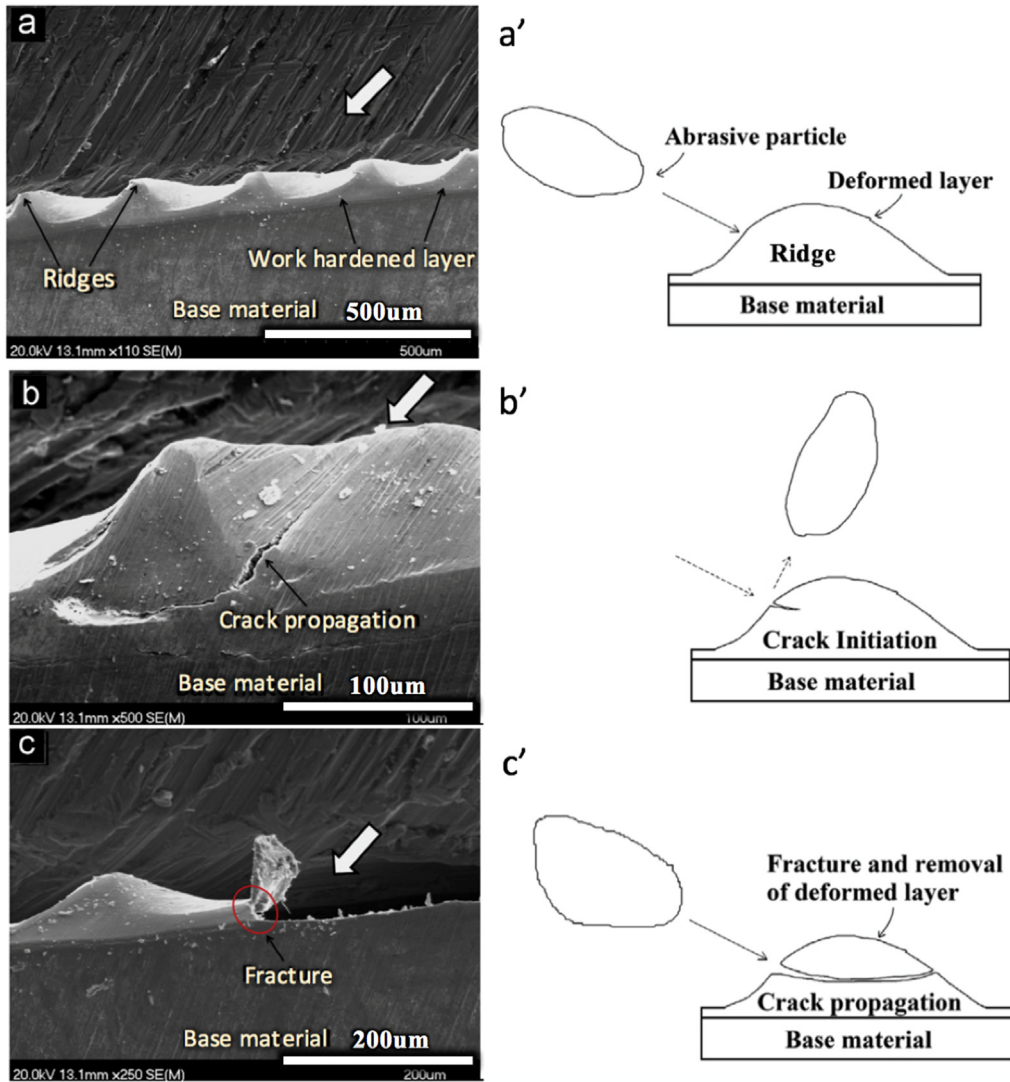 a
Ridges
Work hardened layer
Base material 500um
20.0kV 13.1mm x110 SE(M) 500um
a′
Abrasive particle
Deformed layer
Ridge
Base material
b
Crack propagation
Base material 100um
20.0kV 13.1mm x500 SE(M) 100um
b′
Crack Initiation
Base material
c
Fracture
Base material 200um
20.0kV 13.1mm x250 SE(M) 200um
c′
Fracture and removal
of deformed layer
Crack propagation
Base material